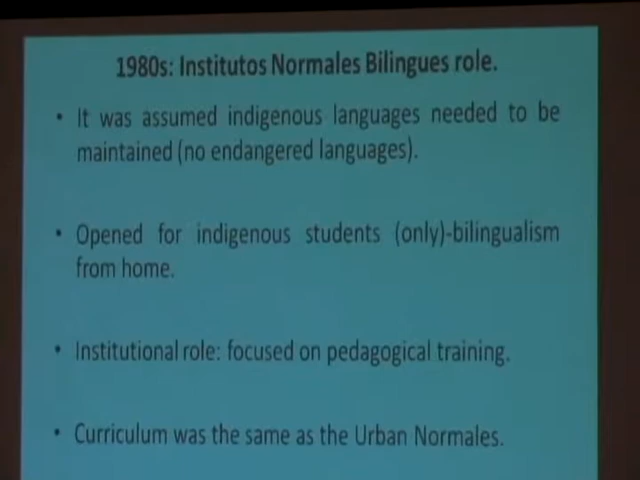 1980s: Institutos Normales Bilingues role.
• It was assumed indigenous languages needed to be
maintained (no endangered languages).
• Opened for indigenous students (only)-bilingualism
from home.
• Institutional role: focused on pedagogical training.
• Curriculum was the same as the Urban Normales.